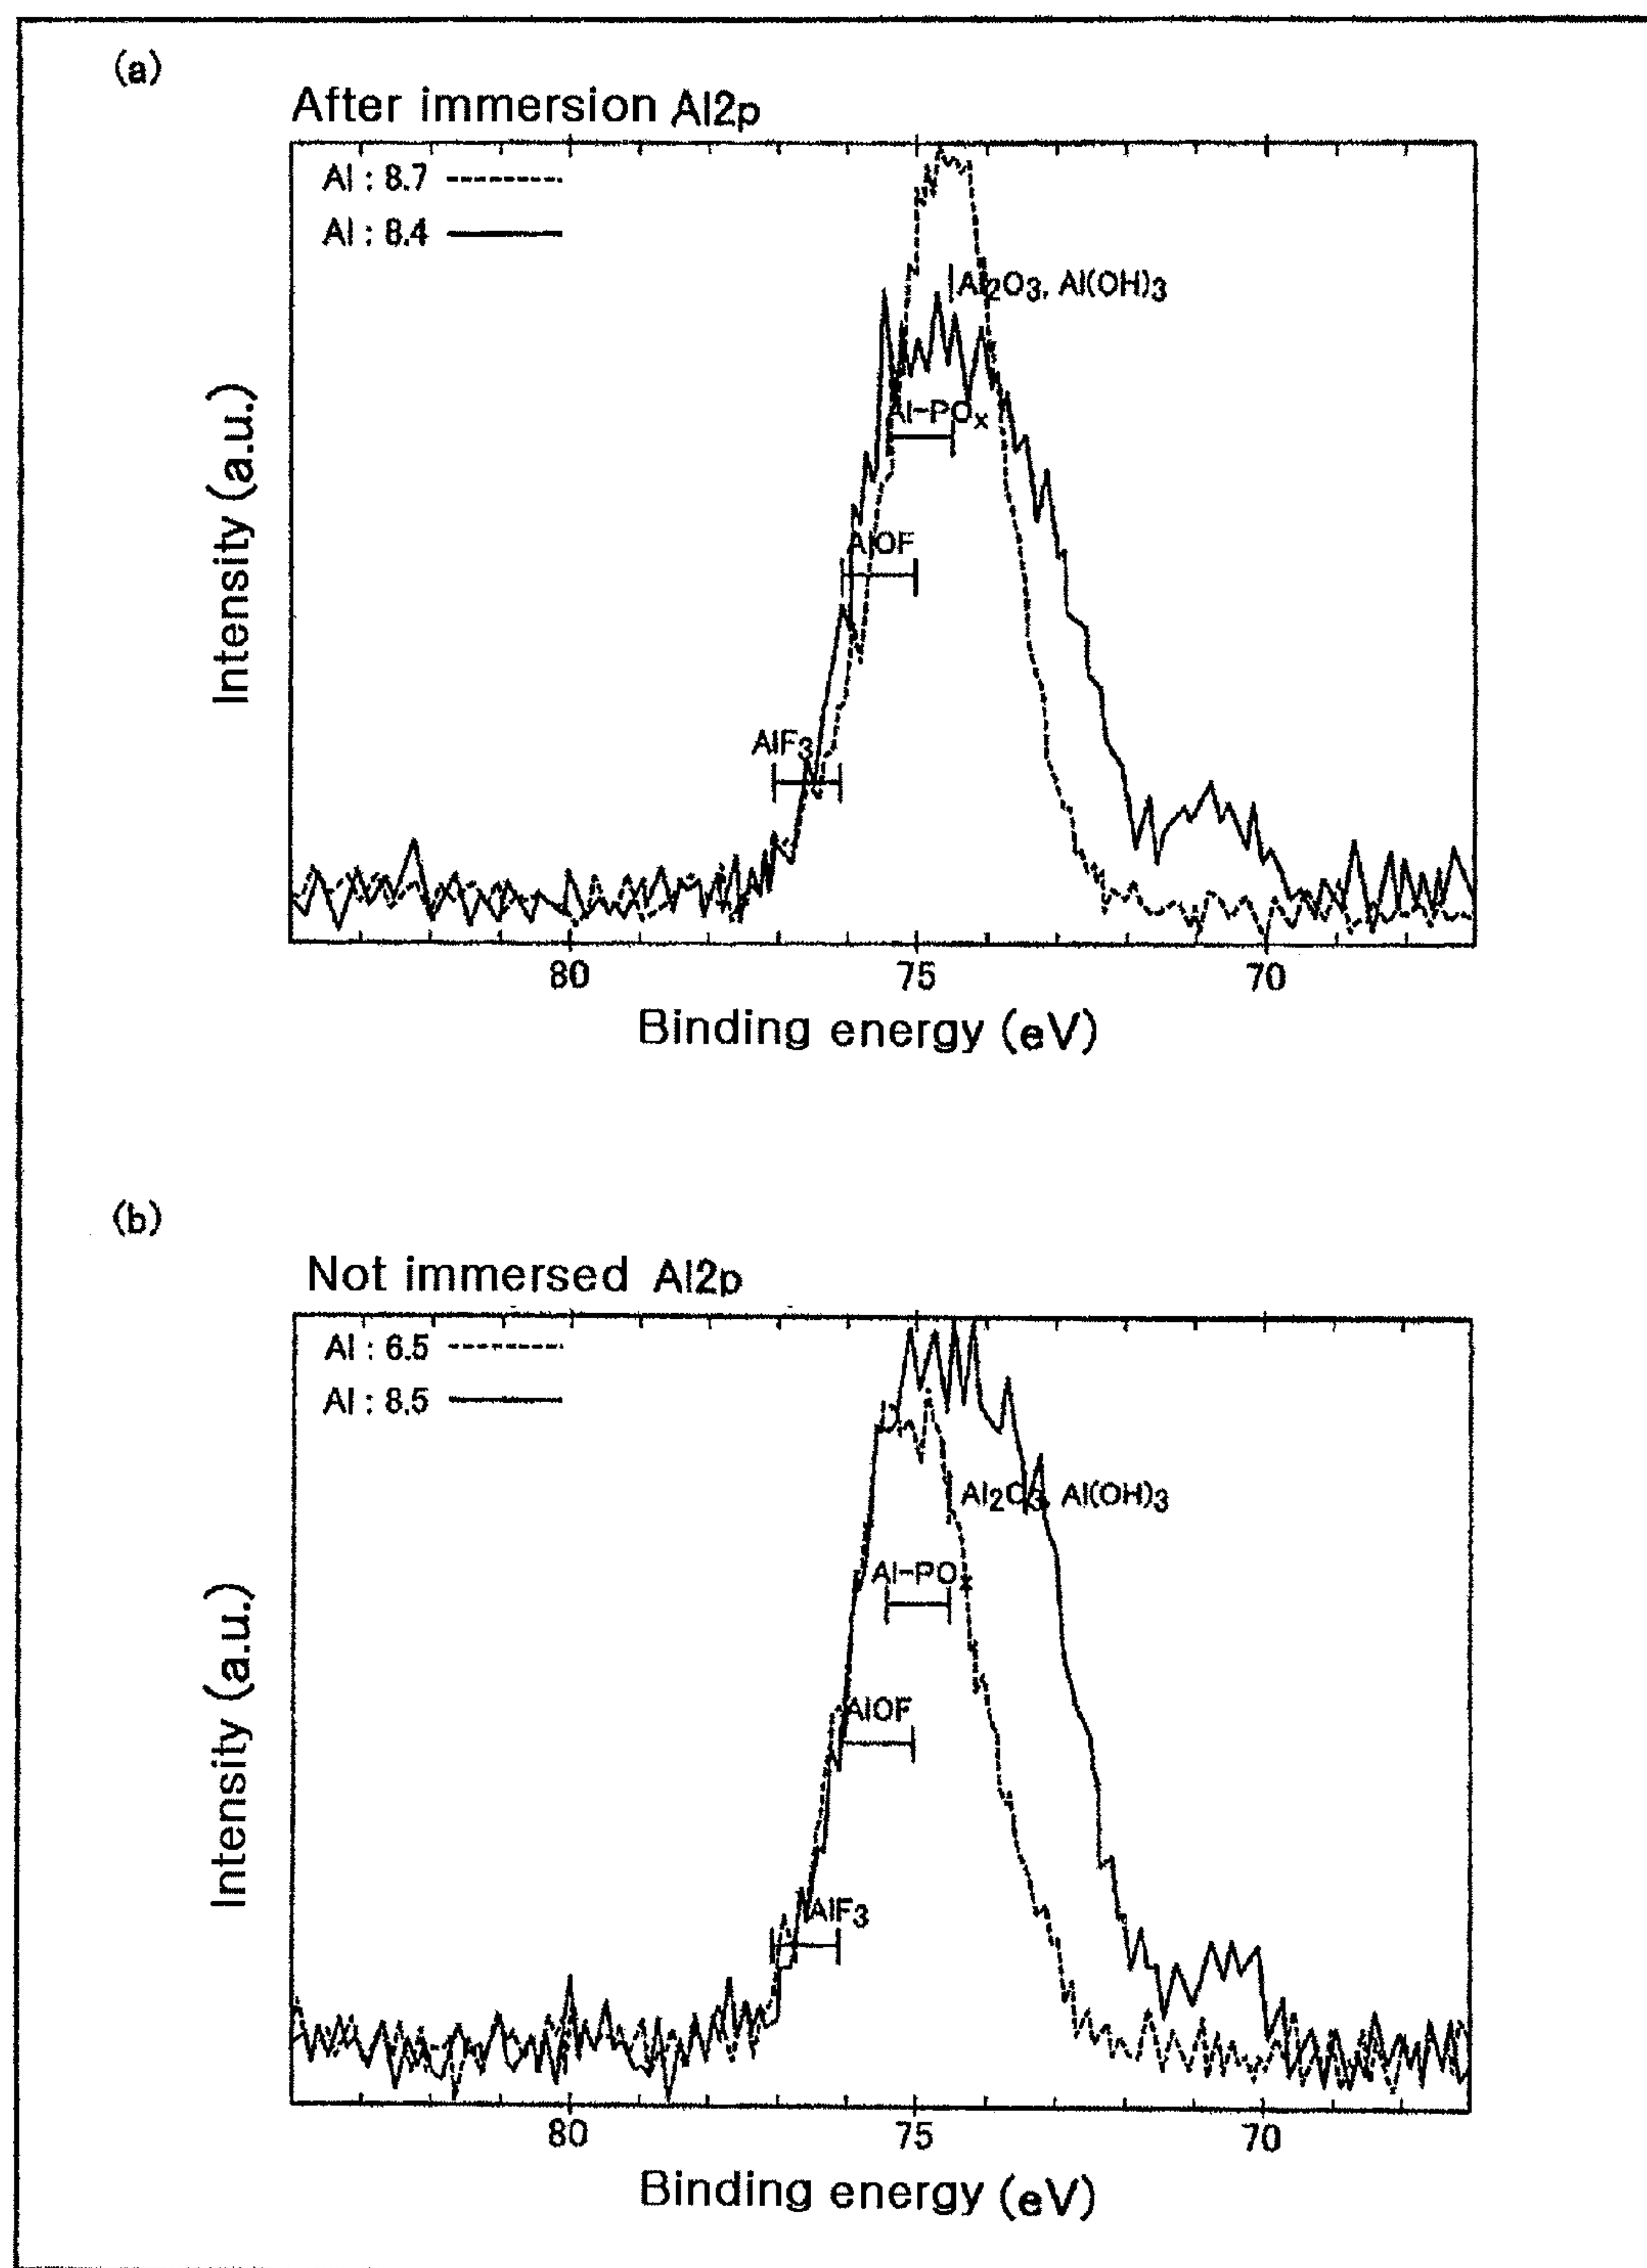 (a)
After immersion Al2p
Al : 8.7
Al : 8.4
Al2O3, Al(OH)3
Al-POx
AlOF
AlF3
Intensity (a.u.)
80 75 70
Binding energy (eV)
(b)
Not immersed Al2p
Al : 6.5
Al : 8.5
Al2O3, Al(OH)3
Al-POx
AlOF
AlF3
Intensity (a.u.)
80 75 70
Binding energy (eV)